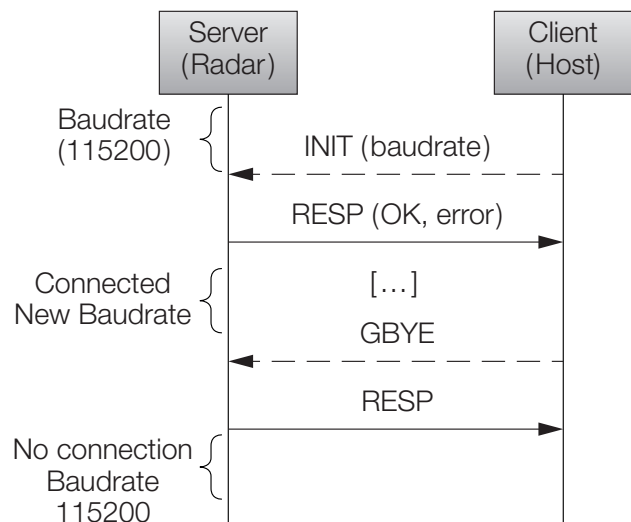 Server
(Radar)
Client
(Host)
Baudrate
(115200)
INIT (baudrate)
RESP (OK, error)
Connected
New Baudrate
[…]
GBYE
RESP
No connection
Baudrate
115200